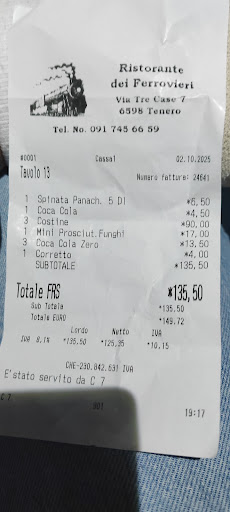 Ristorante
dei Ferrovieri
Via Tre Case 7
6598 Tenero
Tel. No. 091 745 66 59
#0001 Cassa1 02.10.2025
Tavolo 13 Numero fatture: 24641
1 Spinata Panach. 5 Dl *6,50
1 Coca Cola *4,50
3 Costine *90,00
1 Mini Prosciut.Funghi *17,00
3 Coca Cola Zero *13,50
1 Corretto *4,00
SUBTOTALE *135,50
Totale FRS *135,50
Sub Totale *135,50
Totale EURO *149,72
Lordo Netto IVA
IVA 8,1% *135,50 *125,35 *10,15
CHE-230.842.631 IVA
E'stato servito da C 7
C 7 001 19:17